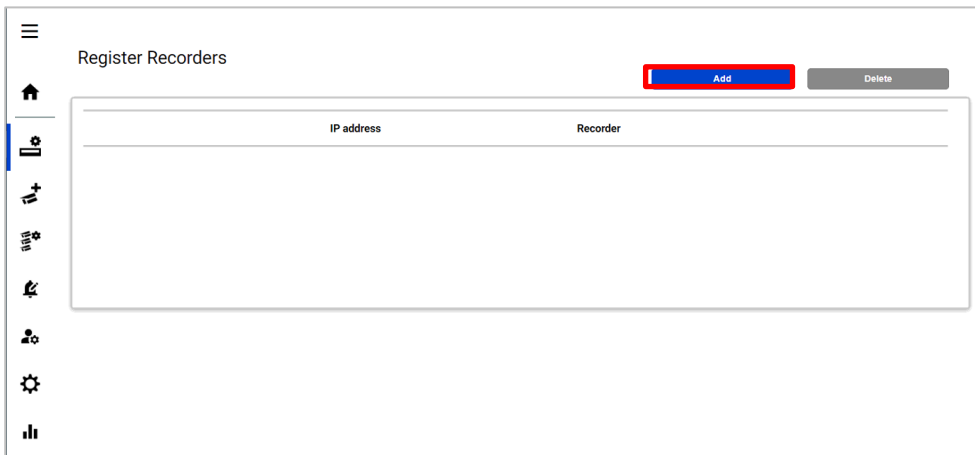 Register Recorders
Add
Delete
IP address
Recorder